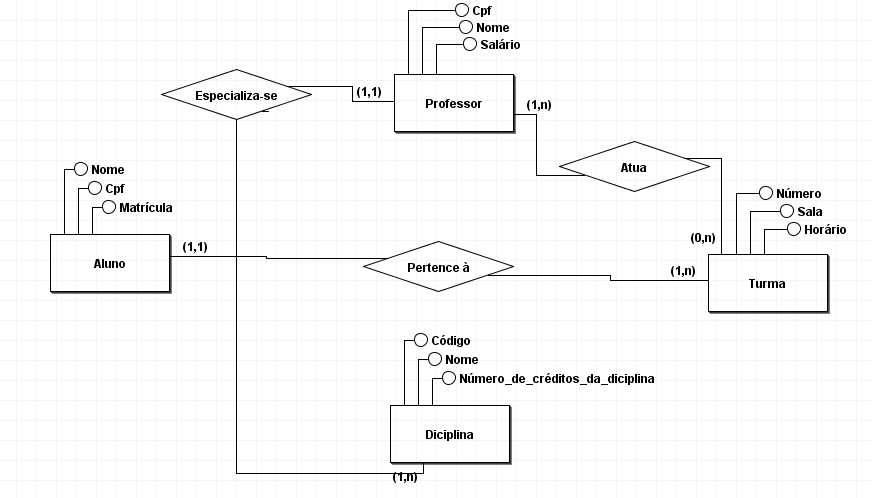 Cpf
Nome
Salário
Especializa-se
(1,1)
Professor
(1,n)
Atua
Nome
Cpf
Matrícula
Número
Sala
Horário
(1,1)
(0,n)
Aluno
Pertence à
(1,n)
Turma
Código
Nome
Número_de_créditos_da_diciplina
Diciplina
(1,n)